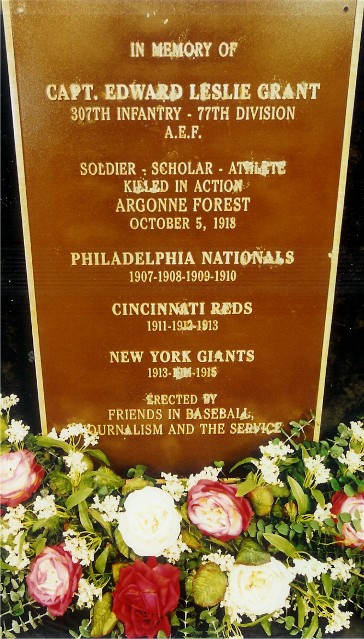 IN MEMORY OF
CAPT. EDWARD LESLIE GRANT
307TH INFANTRY - 77TH DIVISION
A.E.F.
SOLDIER - SCHOLAR - ATHLETE
KILLED IN ACTION
ARGONNE FOREST
OCTOBER 5, 1918
PHILADELPHIA NATIONALS
1907-1908-1909-1910
CINCINNATI REDS
1911-1912-1913
NEW YORK GIANTS
1913-1914-1915
ERECTED BY
FRIENDS IN BASEBALL,
JOURNALISM AND THE SERVICE